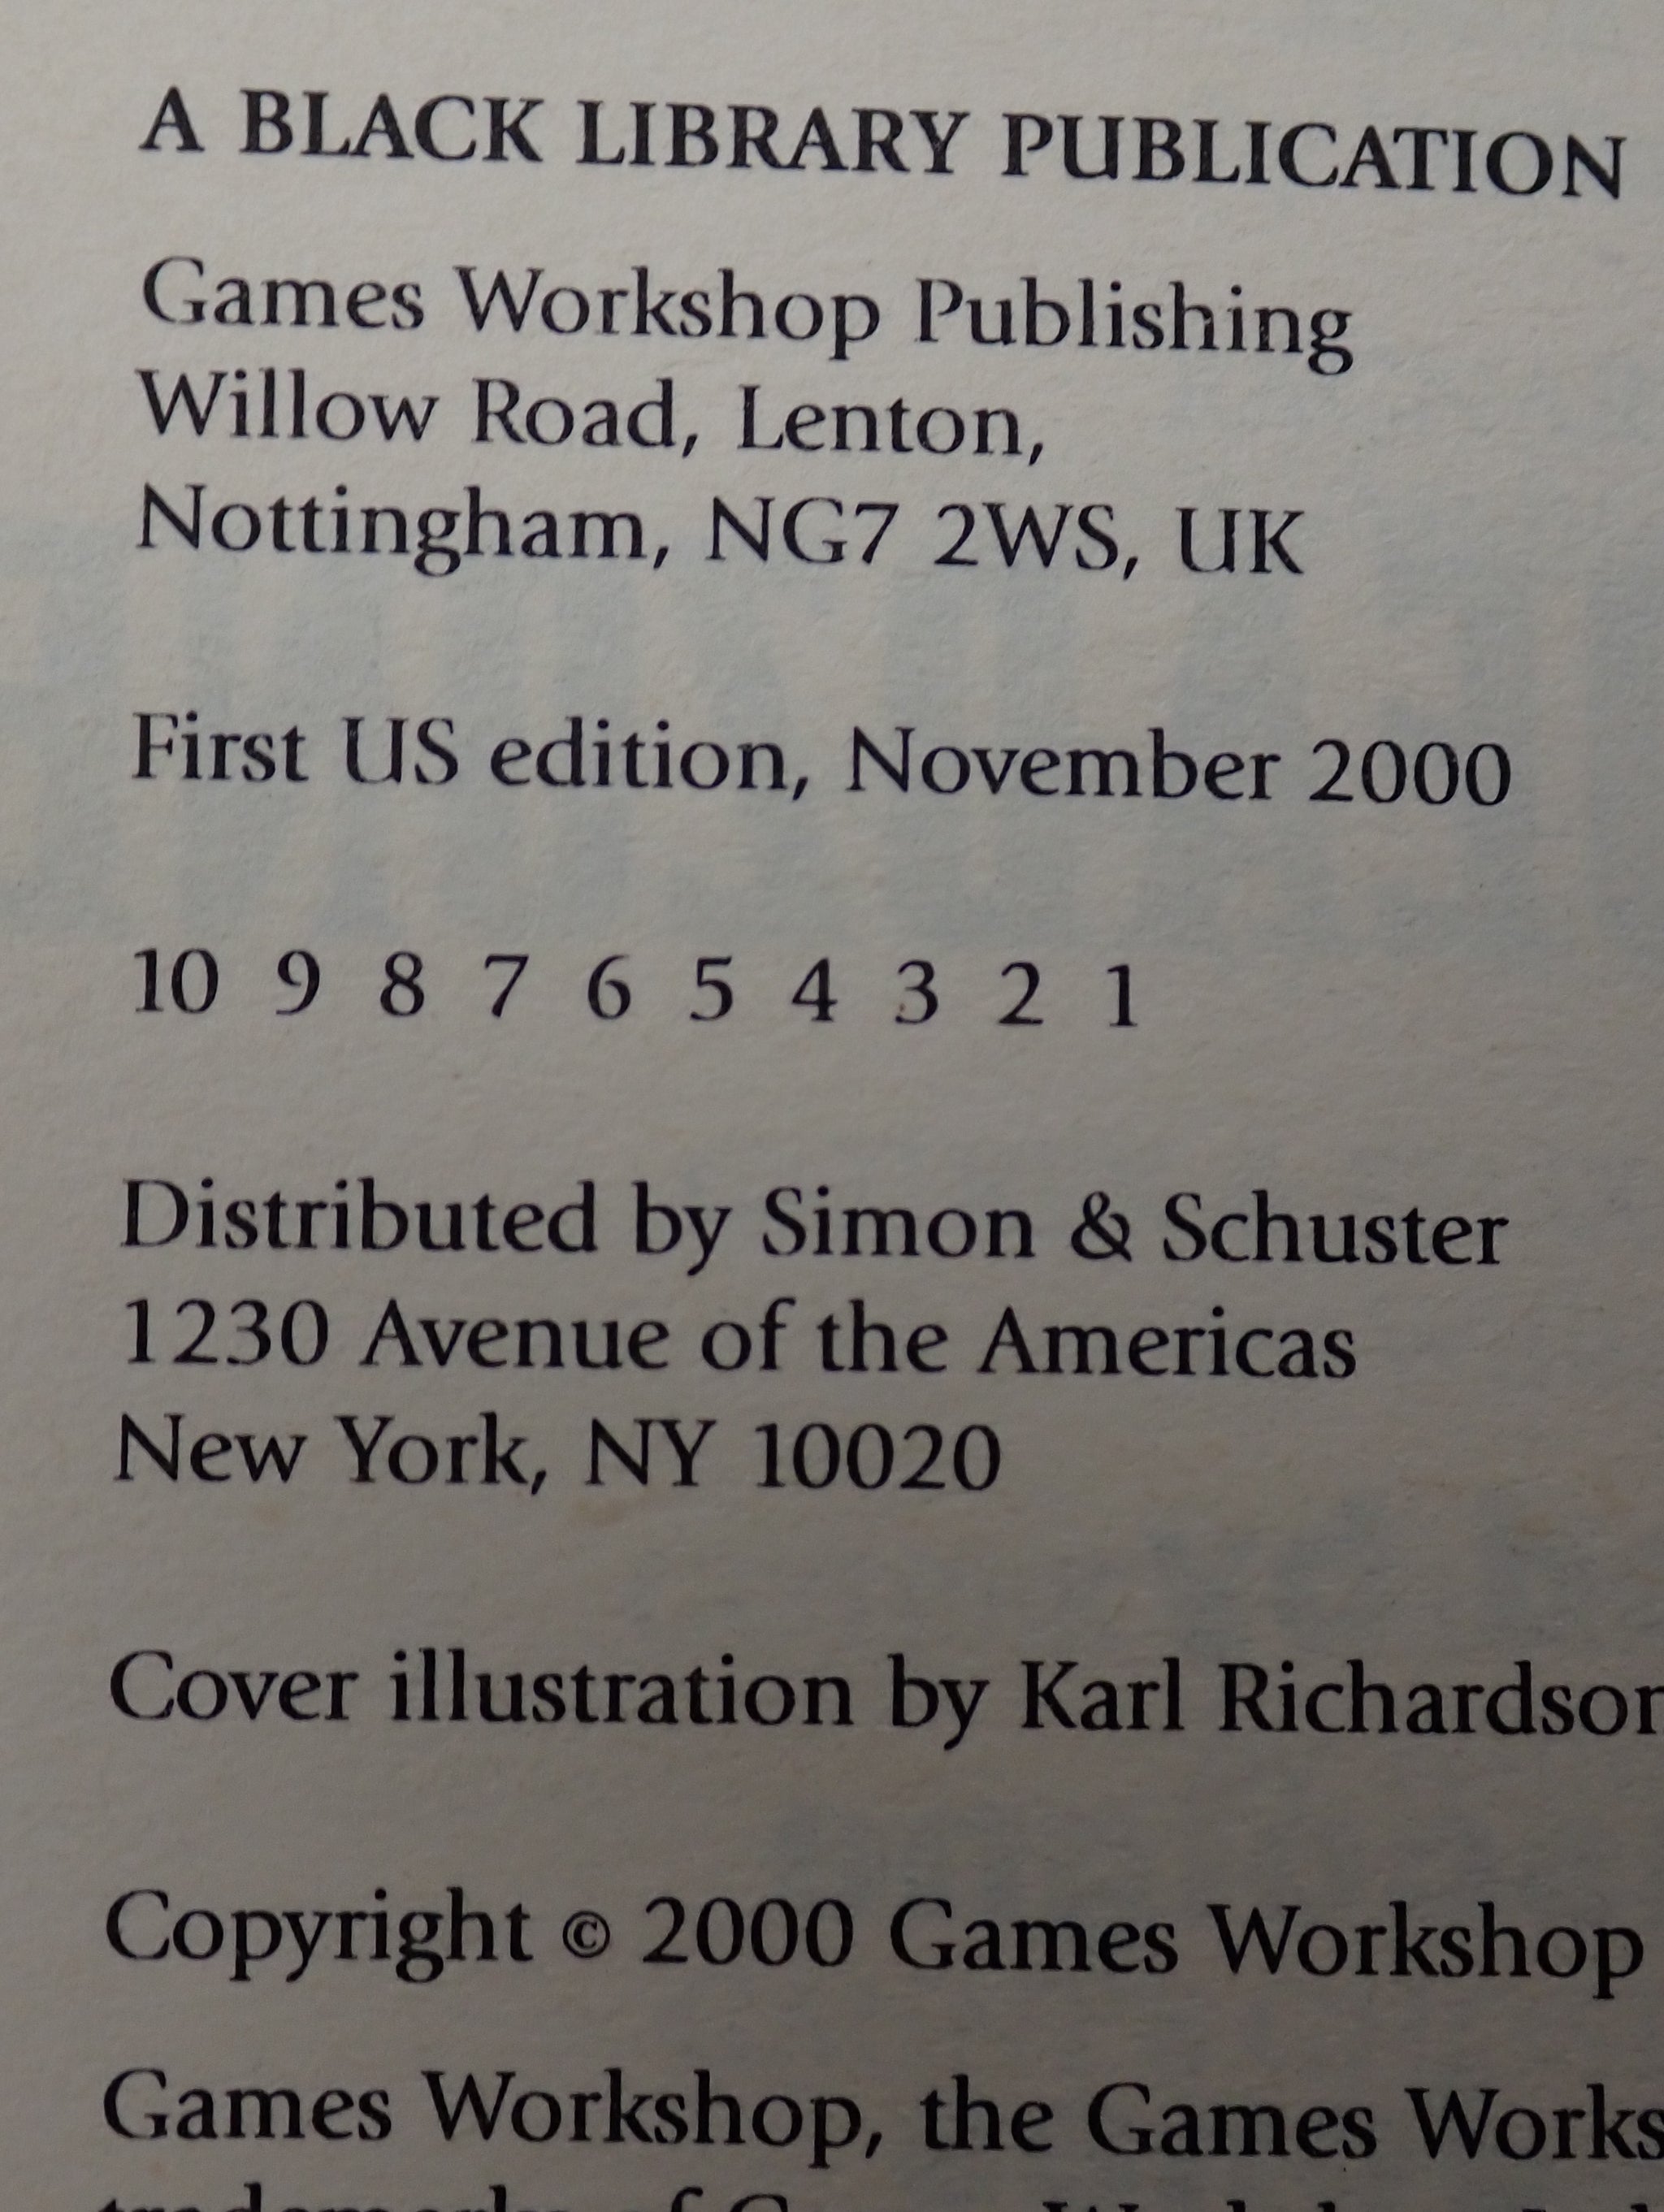 A BLACK LIBRARY PUBLICATION
Games Workshop Publishing
Willow Road, Lenton,
Nottingham, NG7 2WS, UK
First US edition, November 2000
10 9 8 7 6 5 4 3 2 1
Distributed by Simon & Schuster
1230 Avenue of the Americas
New York, NY 10020
Cover illustration by Karl Richardson
Copyright © 2000 Games Workshop
Games Workshop, the Games Works